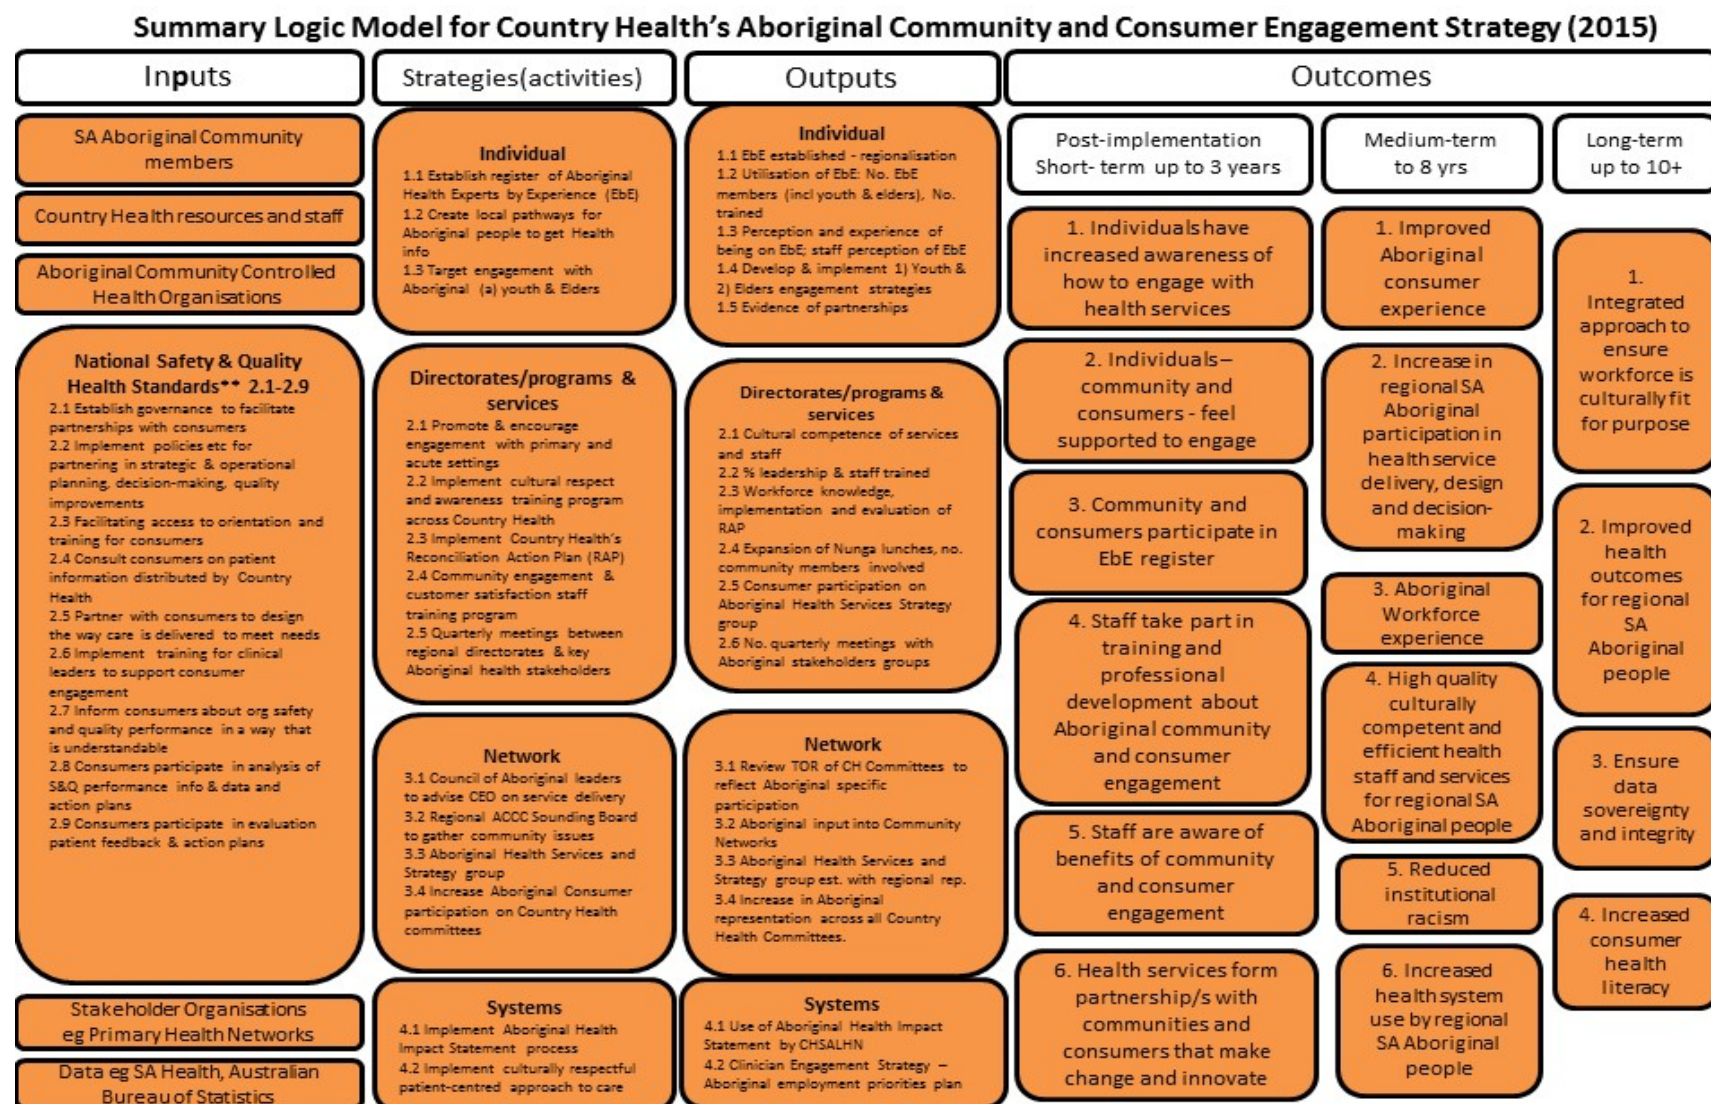 Summary Logic Model for Country Health's Aboriginal Community and Consumer Engagement Strategy (2015)
Inputs
SA Aboriginal Community
members
Country Health resources and staff
Aboriginal Community Controlled
Health Organisations
National Safety & Quality
Health Standards** 2.1-2.9
2.1 Establish governance to facilitate
partnerships with consumers
2.2 Implement policies etc for
partnering in strategic & operational
planning, decision-making, quality
improvements
2.3 Facilitating access to orientation and
training for consumers
2.4 Consult consumers on patient
information distributed by Country
Health
2.5 Partner with consumers to design
the way care is delivered to meet needs
2.6 Implement training for clinical
leaders to support consumer
engagement
2.7 Inform consumers about org safety
and quality performance in a way that
is understandable
2.8 Consumers participate in analysis of
S&Q performance info & data and
action plans
2.9 Consumers participate in evaluation
patient feedback & action plans
Stakeholder Organisations
eg Primary Health Networks
Data eg SA Health, Australian
Bureau of Statistics
Strategies(activities)
Individual
1.1 Establish register of Aboriginal
Health Experts by Experience (EbE)
1.2 Create local pathways for
Aboriginal people to get Health
info
1.3 Target engagement with
Aboriginal (a) youth & Elders
Directorates/programs &
services
2.1 Promote & encourage
engagement with primary and
acute settings
2.2 Implement cultural respect
and awareness training program
across Country Health
2.3 Implement Country Health's
Reconciliation Action Plan (RAP)
2.4 Community engagement &
customer satisfaction staff
training program
2.5 Quarterly meetings between
regional directorates & key
Aboriginal health stakeholders
Network
3.1 Council of Aboriginal leaders
to advise CEO on service delivery
3.2 Regional ACCC Sounding Board
to gather community issues
3.3 Aboriginal Health Services and
Strategy group
3.4 Increase Aboriginal Consumer
participation on Country Health
committees
Systems
4.1 Implement Aboriginal Health
Impact Statement process
4.2 Implement culturally respectful
patient-centred approach to care
Outputs
Individual
1.1 EbE established - regionalisation
1.2 Utilisation of EbE: No. EbE
members (incl youth & elders), No.
trained
1.3 Perception and experience of
being on EbE; staff perception of EbE
1.4 Develop & implement 1) Youth &
2) Elders engagement strategies
1.5 Evidence of partnerships
Directorates/programs &
services
2.1 Cultural competence of services
and staff
2.2 % leadership & staff trained
2.3 Workforce knowledge,
implementation and evaluation of
RAP
2.4 Expansion of Nunga lunches, no.
community members involved
2.5 Consumer participation on
Aboriginal Health Services Strategy
group
2.6 No. quarterly meetings with
Aboriginal stakeholders groups
Network
3.1 Review TOR of CH Committees to
reflect Aboriginal specific
participation
3.2 Aboriginal input into Community
Networks
3.3 Aboriginal Health Services and
Strategy group est. with regional rep.
3.4 Increase in Aboriginal
representation across all Country
Health Committees.
Systems
4.1 Use of Aboriginal Health Impact
Statement by CHSALHN
4.2 Clinician Engagement Strategy –
Aboriginal employment priorities plan
Outcomes
Post-implementation
Short- term up to 3 years
1. Individuals have
increased awareness of
how to engage with
health services
2. Individuals –
community and
consumers - feel
supported to engage
3. Community and
consumers participate in
EbE register
4. Staff take part in
training and
professional
development about
Aboriginal community
and consumer
engagement
5. Staff are aware of
benefits of community
and consumer
engagement
6. Health services form
partnership/s with
communities and
consumers that make
change and innovate
Medium-term
to 8 yrs
1. Improved
Aboriginal
consumer
experience
2. Increase in
regional SA
Aboriginal
participation in
health service
delivery, design
and decision-
making
3. Aboriginal
Workforce
experience
4. High quality
culturally
competent and
efficient health
staff and services
for regional SA
Aboriginal people
5. Reduced
institutional
racism
6. Increased
health system
use by regional
SA Aboriginal
people
Long-term
up to 10+
1.
Integrated
approach to
ensure
workforce is
culturally fit
for purpose
2. Improved
health
outcomes
for regional
SA
Aboriginal
people
3. Ensure
data
sovereignty
and integrity
4. Increased
consumer
health
literacy